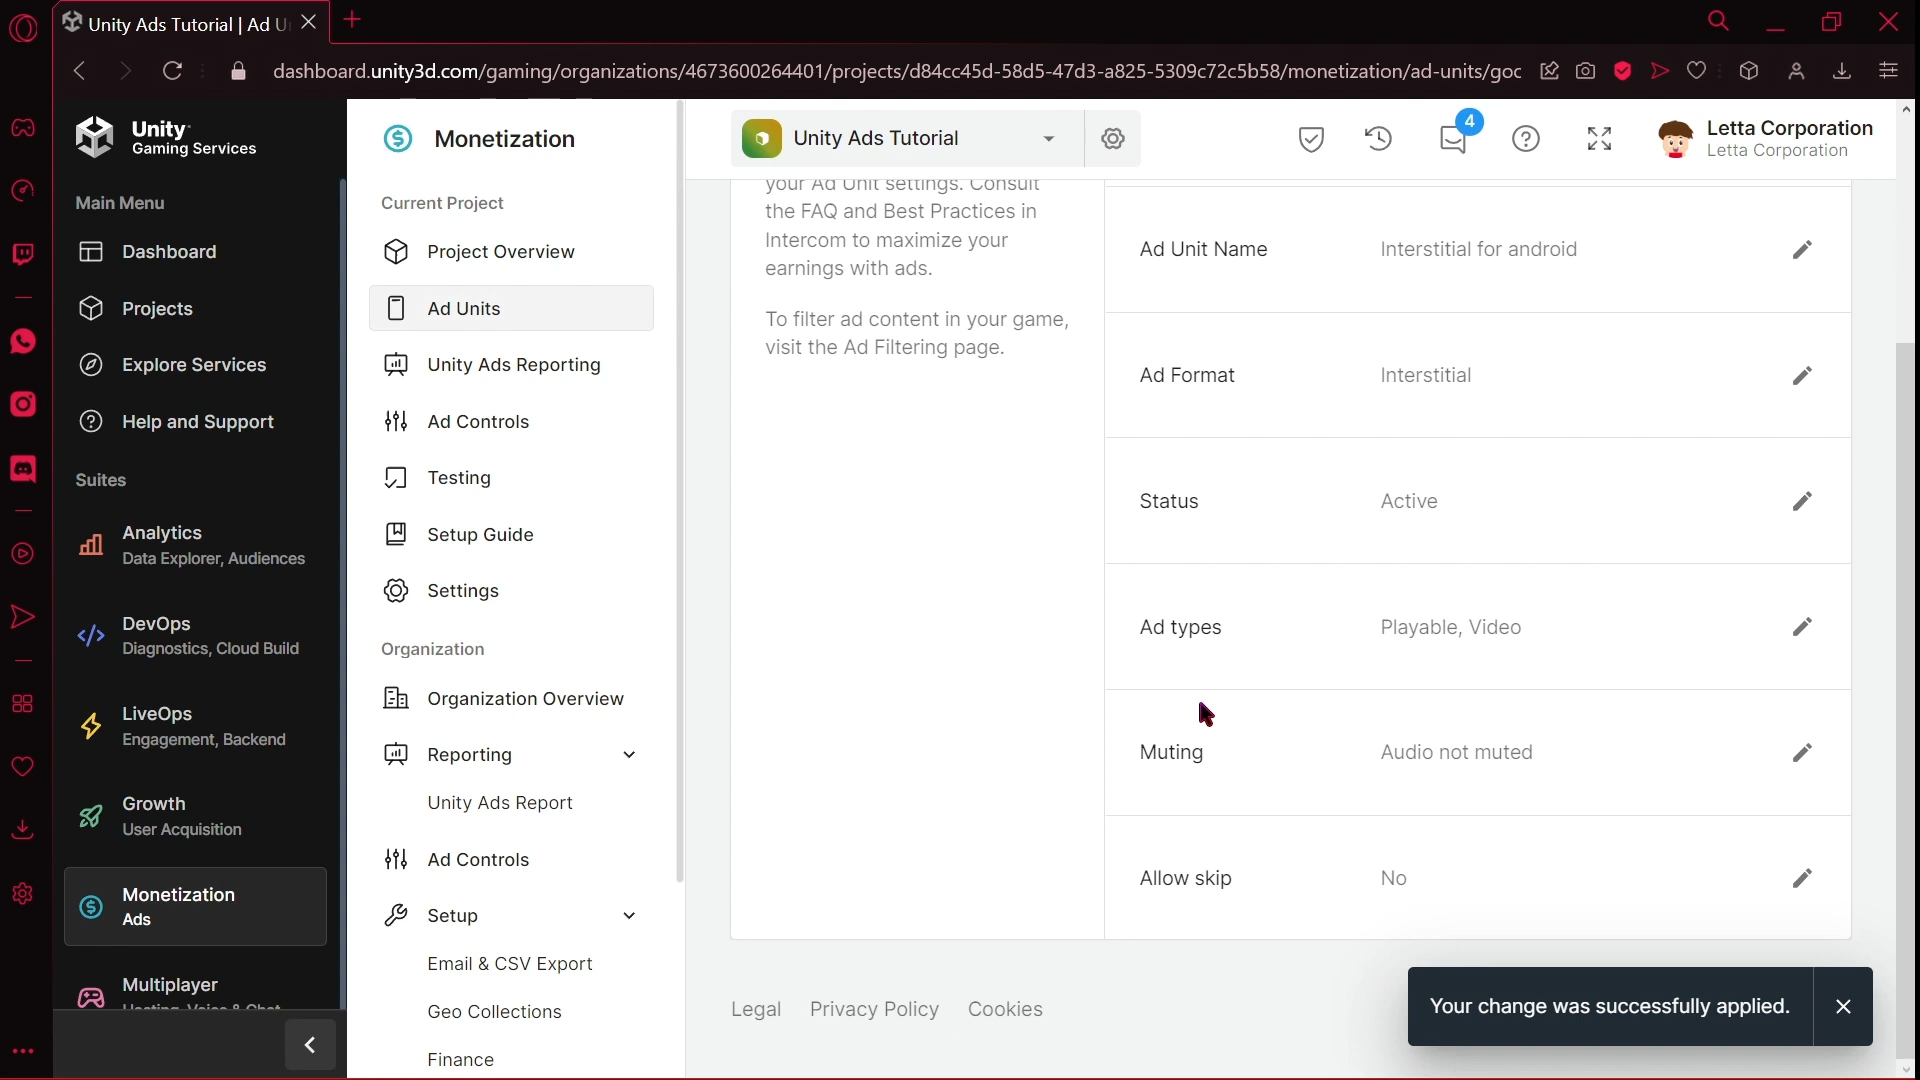 Unity Ads Tutorial | Ad U
dashboard.unity3d.com/gaming/organizations/4673600264401/projects/d84cc45d-58d5-47d3-a825-5309c72c5b58/monetization/ad-units/goo
Unity
Gaming Services
Main Menu
Dashboard
Projects
Explore Services
Help and Support
Suites
Analytics
Data Explorer, Audiences
DevOps
Diagnostics, Cloud Build
LiveOps
Engagement, Backend
Growth
User Acquisition
Monetization
Ads
Multiplayer
Hosting, Voice & Chat
Monetization
Current Project
Project Overview
Ad Units
Unity Ads Reporting
Ad Controls
Testing
Setup Guide
Settings
Organization
Organization Overview
Reporting
Unity Ads Report
Ad Controls
Setup
Email & CSV Export
Geo Collections
Finance
Unity Ads Tutorial
4
Letta Corporation
Letta Corporation
your Ad Unit settings. Consult
the FAQ and Best Practices in
Intercom to maximize your
earnings with ads.
To filter ad content in your game,
visit the Ad Filtering page.
Ad Unit Name Interstitial for android
Ad Format Interstitial
Status Active
Ad types Playable, Video
Muting Audio not muted
Allow skip No
Legal Privacy Policy Cookies
Your change was successfully applied.